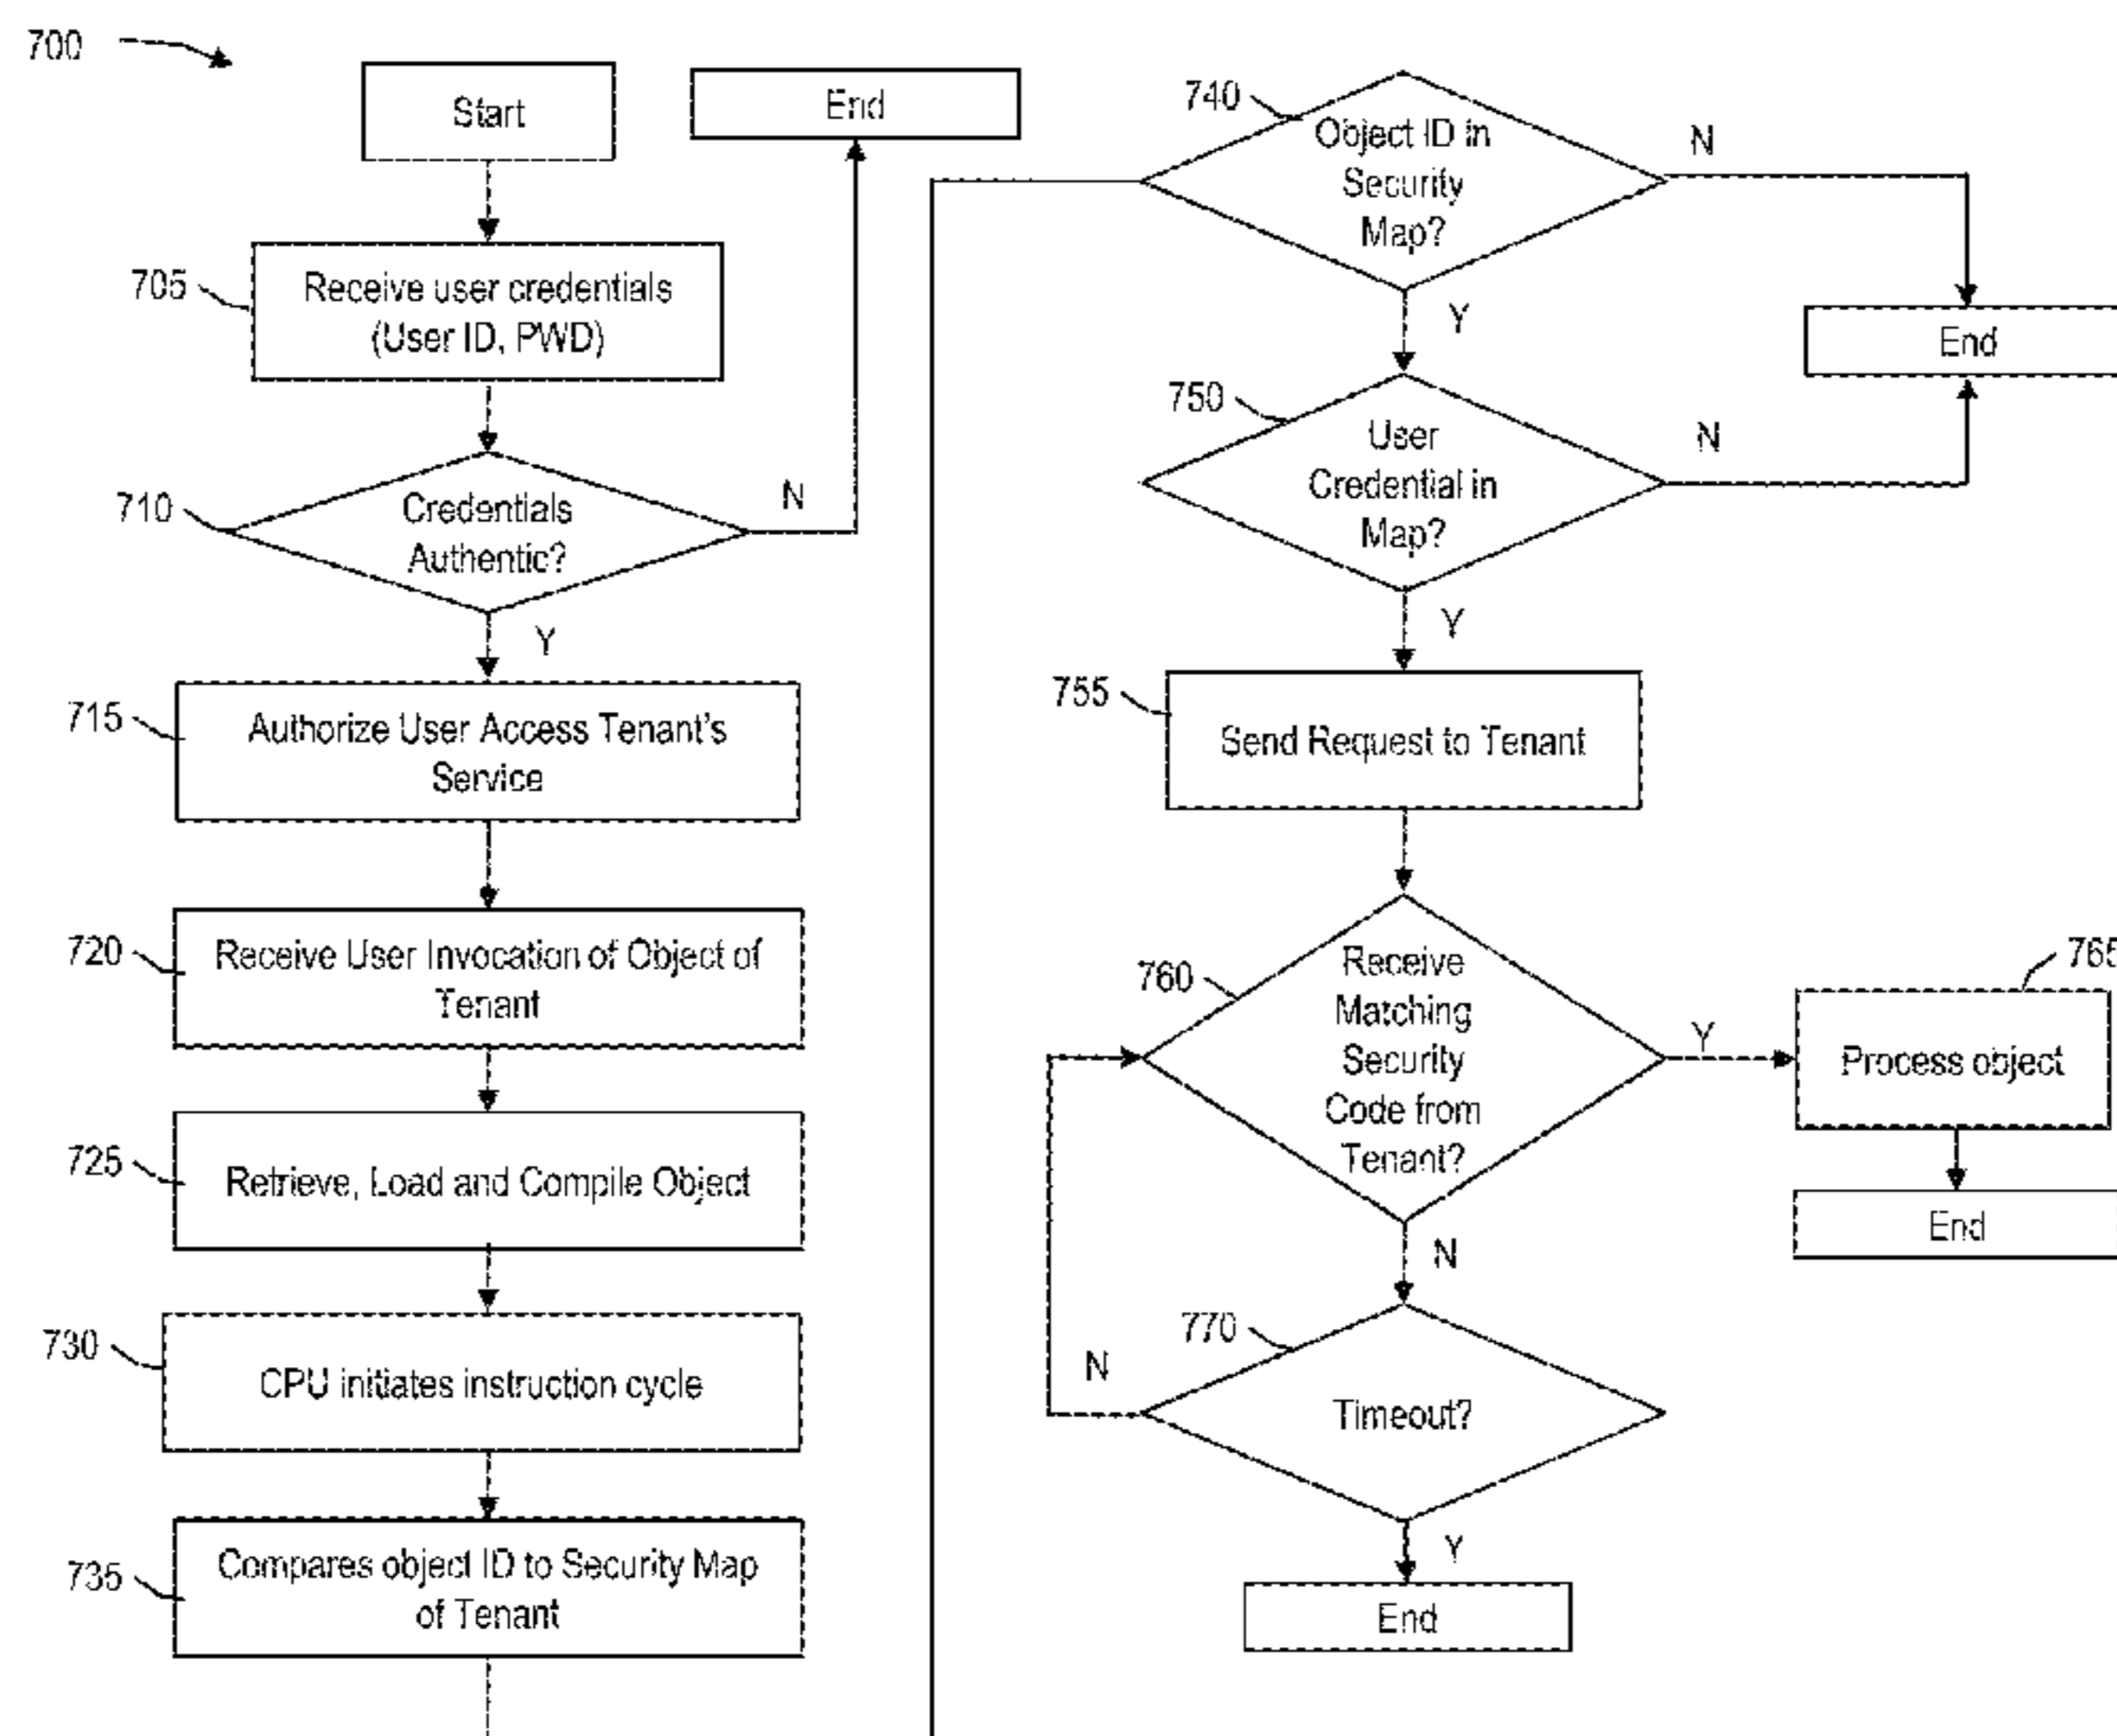 700
Start
End
705
Receive user credentials
(User ID, PWD)
710
Credentials
Authentic?
N
Y
715
Authorize User Access Tenant's
Service
720
Receive User Invocation of Object of
Tenant
725
Retrieve, Load and Compile Object
730
CPU initiates instruction cycle
735
Compares object ID to Security Map
of Tenant
740
Object ID in
Security
Map?
N
Y
End
750
User
Credential in
Map?
N
Y
755
Send Request to Tenant
760
Receive
Matching
Security
Code from
Tenant?
Y
765
Process object
End
N
770
N
Timeout?
Y
End